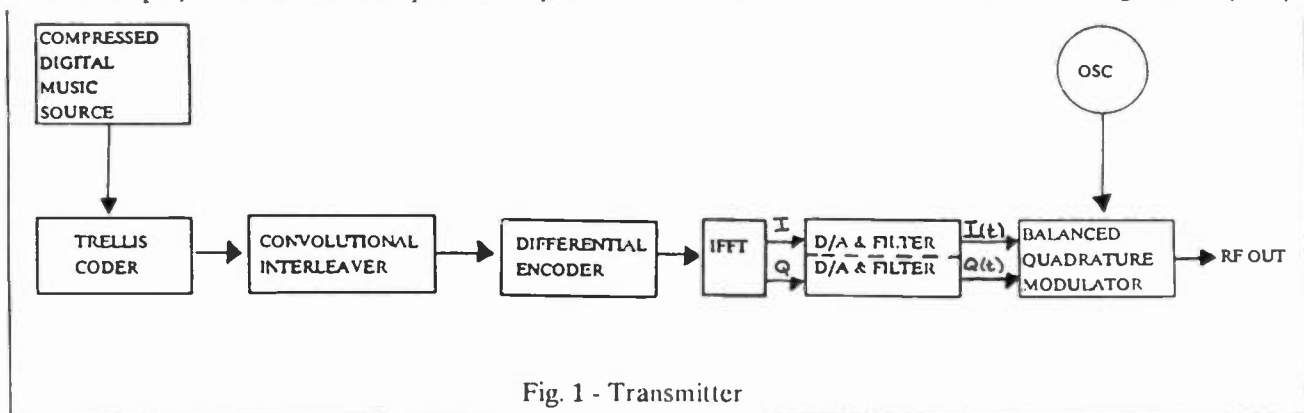 COMPRESSED
DIGITAL
MUSIC
SOURCE
OSC
TRELLIS
CODER
CONVOLUTIONAL
INTERLEAVER
DIFFERENTIAL
ENCODER
IFFT
I
Q
D/A & FILTER
D/A & FILTER
I(t)
Q(t)
BALANCED
QUADRATURE
MODULATOR
RF OUT
Fig. 1 - Transmitter